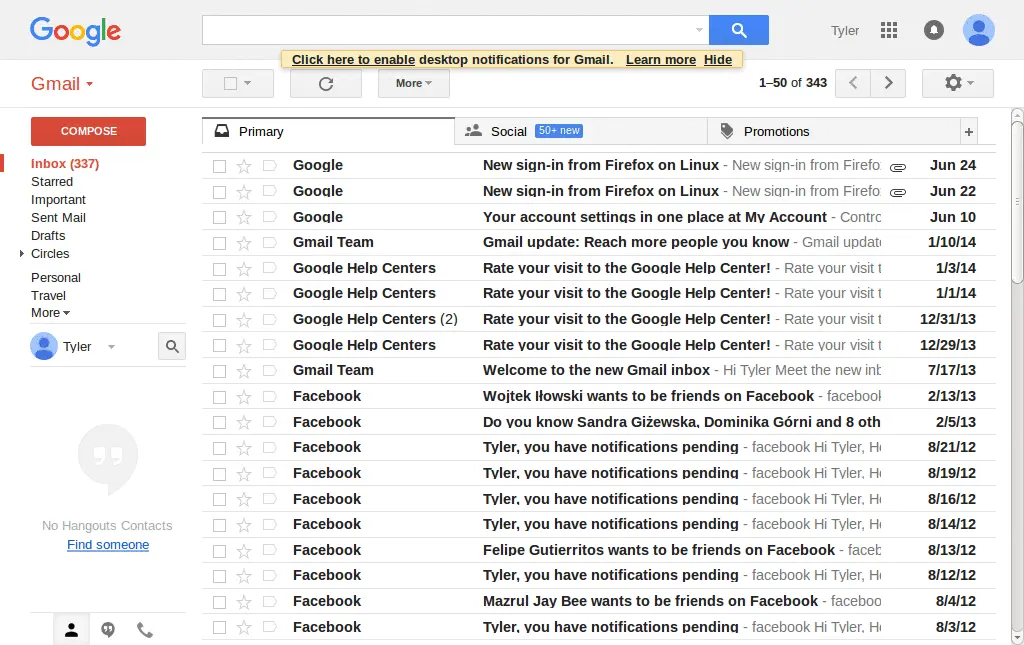 Google
Tyler
Click here to enable desktop notifications for Gmail. Learn more Hide
Gmail
More
1–50 of 343
COMPOSE
Inbox (337)
Starred
Important
Sent Mail
Drafts
Circles
Personal
Travel
More
Tyler
No Hangouts Contacts
Find someone
Primary
Social 50+ new
Promotions
+
Google New sign-in from Firefox on Linux - New sign-in from Firefo Jun 24
Google New sign-in from Firefox on Linux - New sign-in from Firefo Jun 22
Google Your account settings in one place at My Account - Contro Jun 10
Gmail Team Gmail update: Reach more people you know - Gmail update 1/10/14
Google Help Centers Rate your visit to the Google Help Center! - Rate your visit t 1/3/14
Google Help Centers Rate your visit to the Google Help Center! - Rate your visit t 1/1/14
Google Help Centers (2) Rate your visit to the Google Help Center! - Rate your visit t 12/31/13
Google Help Centers Rate your visit to the Google Help Center! - Rate your visit t 12/29/13
Gmail Team Welcome to the new Gmail inbox - Hi Tyler Meet the new inb 7/17/13
Facebook Wojtek Iłowski wants to be friends on Facebook - facebook 2/13/13
Facebook Do you know Sandra Giżewska, Dominika Górni and 8 oth 2/5/13
Facebook Tyler, you have notifications pending - facebook Hi Tyler, He 8/21/12
Facebook Tyler, you have notifications pending - facebook Hi Tyler, He 8/19/12
Facebook Tyler, you have notifications pending - facebook Hi Tyler, He 8/16/12
Facebook Tyler, you have notifications pending - facebook Hi Tyler, He 8/14/12
Facebook Felipe Gutierritos wants to be friends on Facebook - faceb 8/13/12
Facebook Tyler, you have notifications pending - facebook Hi Tyler, He 8/12/12
Facebook Mazrul Jay Bee wants to be friends on Facebook - faceboo 8/4/12
Facebook Tyler, you have notifications pending - facebook Hi Tyler, He 8/3/12